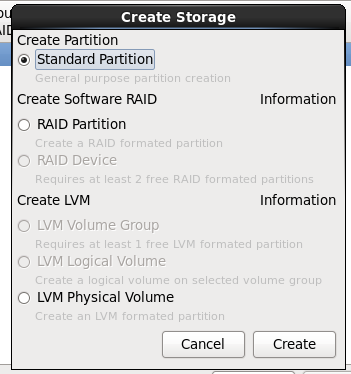 Create Storage
Create Partition
Standard Partition
General purpose partition creation
Create Software RAID Information
RAID Partition
Create a RAID formated partition
RAID Device
Requires at least 2 free RAID formated partitions
Create LVM Information
LVM Volume Group
Requires at least 1 free LVM formated partition
LVM Logical Volume
Create a logical volume on selected volume group
LVM Physical Volume
Create an LVM formated partition
Cancel Create